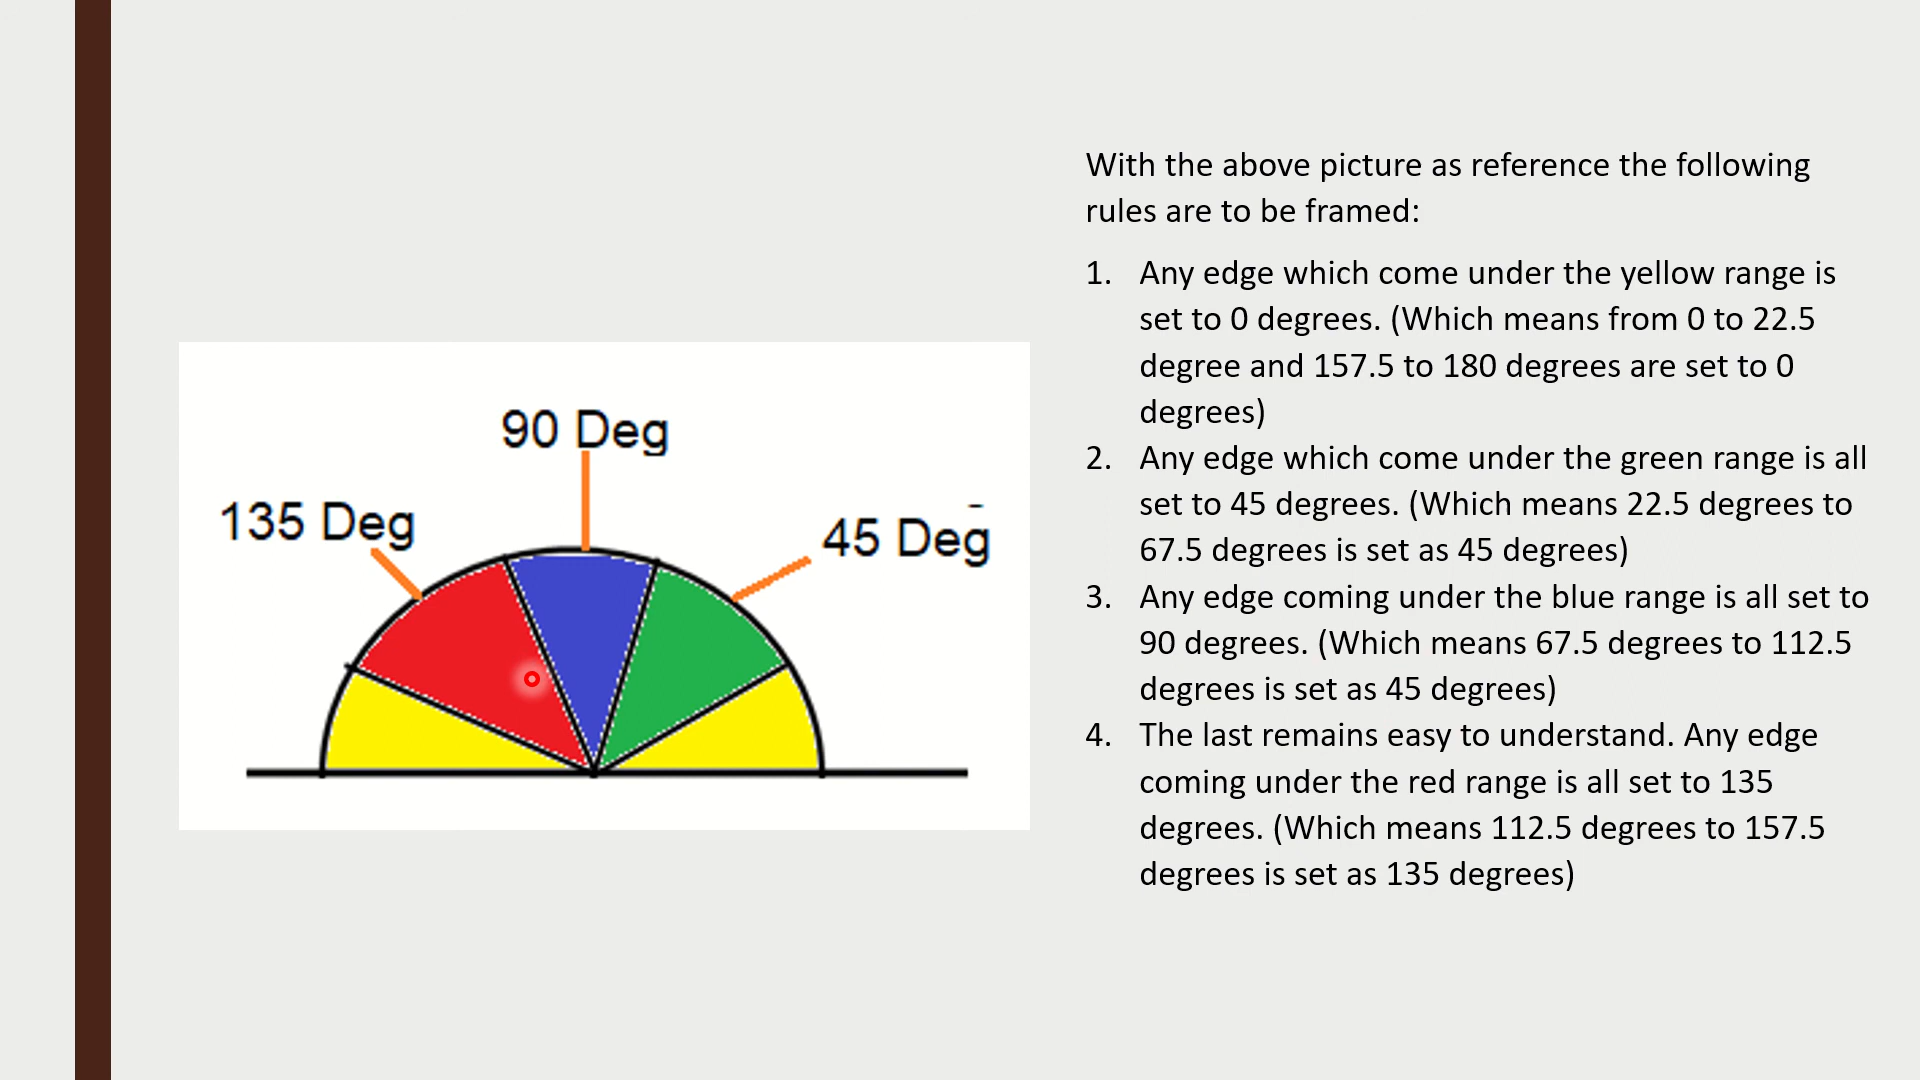 With the above picture as reference the following
rules are to be framed:
1. Any edge which come under the yellow range is
set to 0 degrees. (Which means from 0 to 22.5
degree and 157.5 to 180 degrees are set to 0
degrees)
2. Any edge which come under the green range is all
set to 45 degrees. (Which means 22.5 degrees to
67.5 degrees is set as 45 degrees)
3. Any edge coming under the blue range is all set to
90 degrees. (Which means 67.5 degrees to 112.5
degrees is set as 45 degrees)
4. The last remains easy to understand. Any edge
coming under the red range is all set to 135
degrees. (Which means 112.5 degrees to 157.5
degrees is set as 135 degrees)
90 Deg
135 Deg
45 Deg